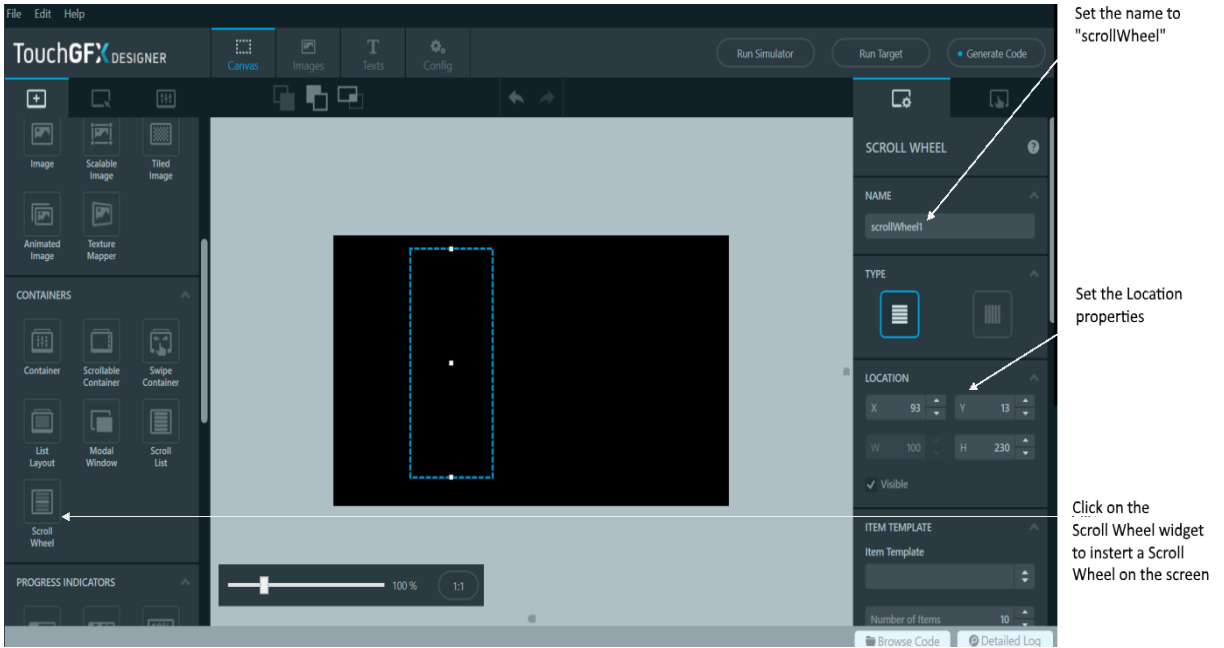 File Edit Help
TouchGFX DESIGNER
Canvas
Images
Texts
Config
Run Simulator
Run Target
Generate Code
Image
Scalable
Image
Tiled
Image
Animated
Image
Texture
Mapper
CONTAINERS
Container
Scrollable
Container
Swipe
Container
List
Layout
Modal
Window
Scroll
List
Scroll
Wheel
PROGRESS INDICATORS
100 %
1:1
SCROLL WHEEL
?
NAME
scrollWheel1
TYPE
LOCATION
X 93 Y 13
W 100 H 230
Visible
ITEM TEMPLATE
Item Template
Number of Items 10
Browse Code
Detailed Log
Set the name to
"scrollWheel"
Set the Location
properties
Click on the
Scroll Wheel widget
to instert a Scroll
Wheel on the screen